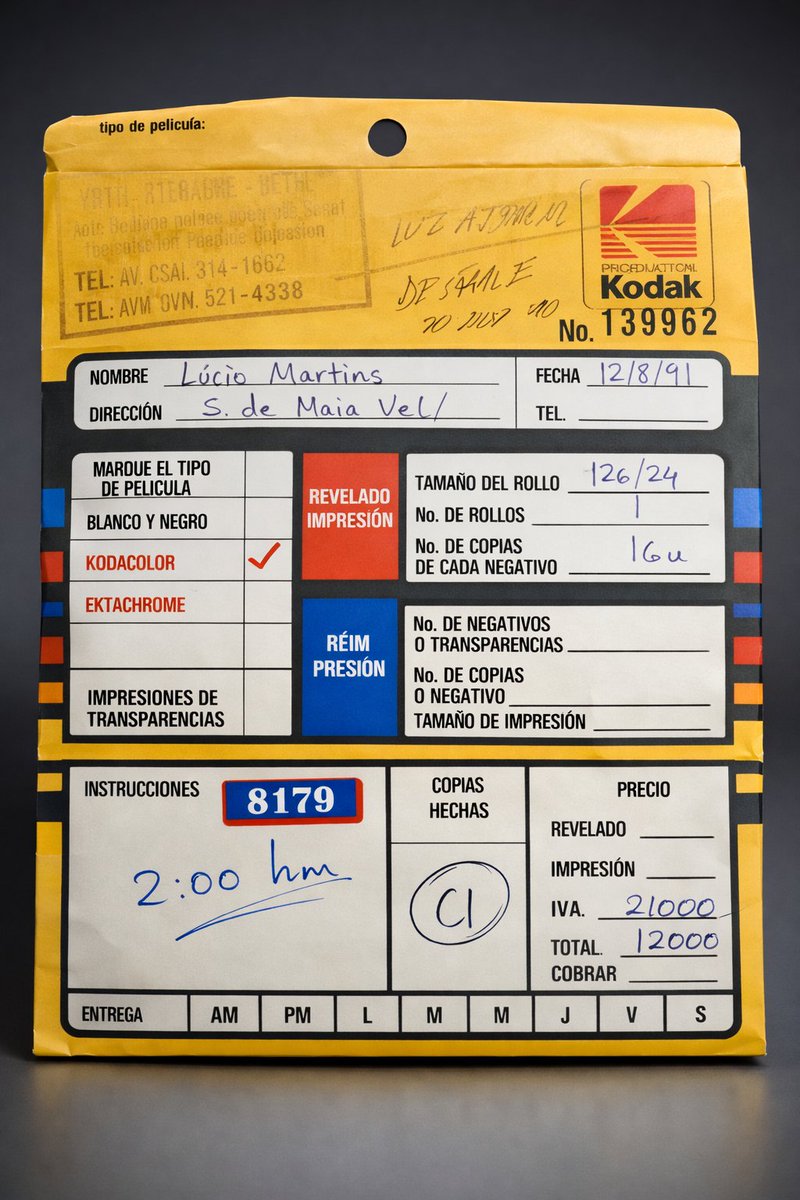 tipo de película:
TEL: AV. CSAI. 314-1662
TEL: AVM OVN. 521-4338
LUZ
Kodak
No. 139962
NOMBRE Lúcio Martins
FECHA 12/8/91
DIRECCIÓN S. de Maia Vel/
TEL.
MARQUE EL TIPO
DE PELICULA
BLANCO Y NEGRO
KODACOLOR ✓
EKTACHROME
IMPRESIONES DE
TRANSPARENCIAS
REVELADO
IMPRESIÓN
TAMAÑO DEL ROLLO 126/24
No. DE ROLLOS 1
No. DE COPIAS
DE CADA NEGATIVO 16u
RÉIM
PRESIÓN
No. DE NEGATIVOS
O TRANSPARENCIAS
No. DE COPIAS
O NEGATIVO
TAMAÑO DE IMPRESIÓN
INSTRUCCIONES 8179
2:00 hm
COPIAS
HECHAS
CI
PRECIO
REVELADO
IMPRESIÓN
IVA. 21000
TOTAL. 12000
COBRAR
ENTREGA AM PM L M M J V S